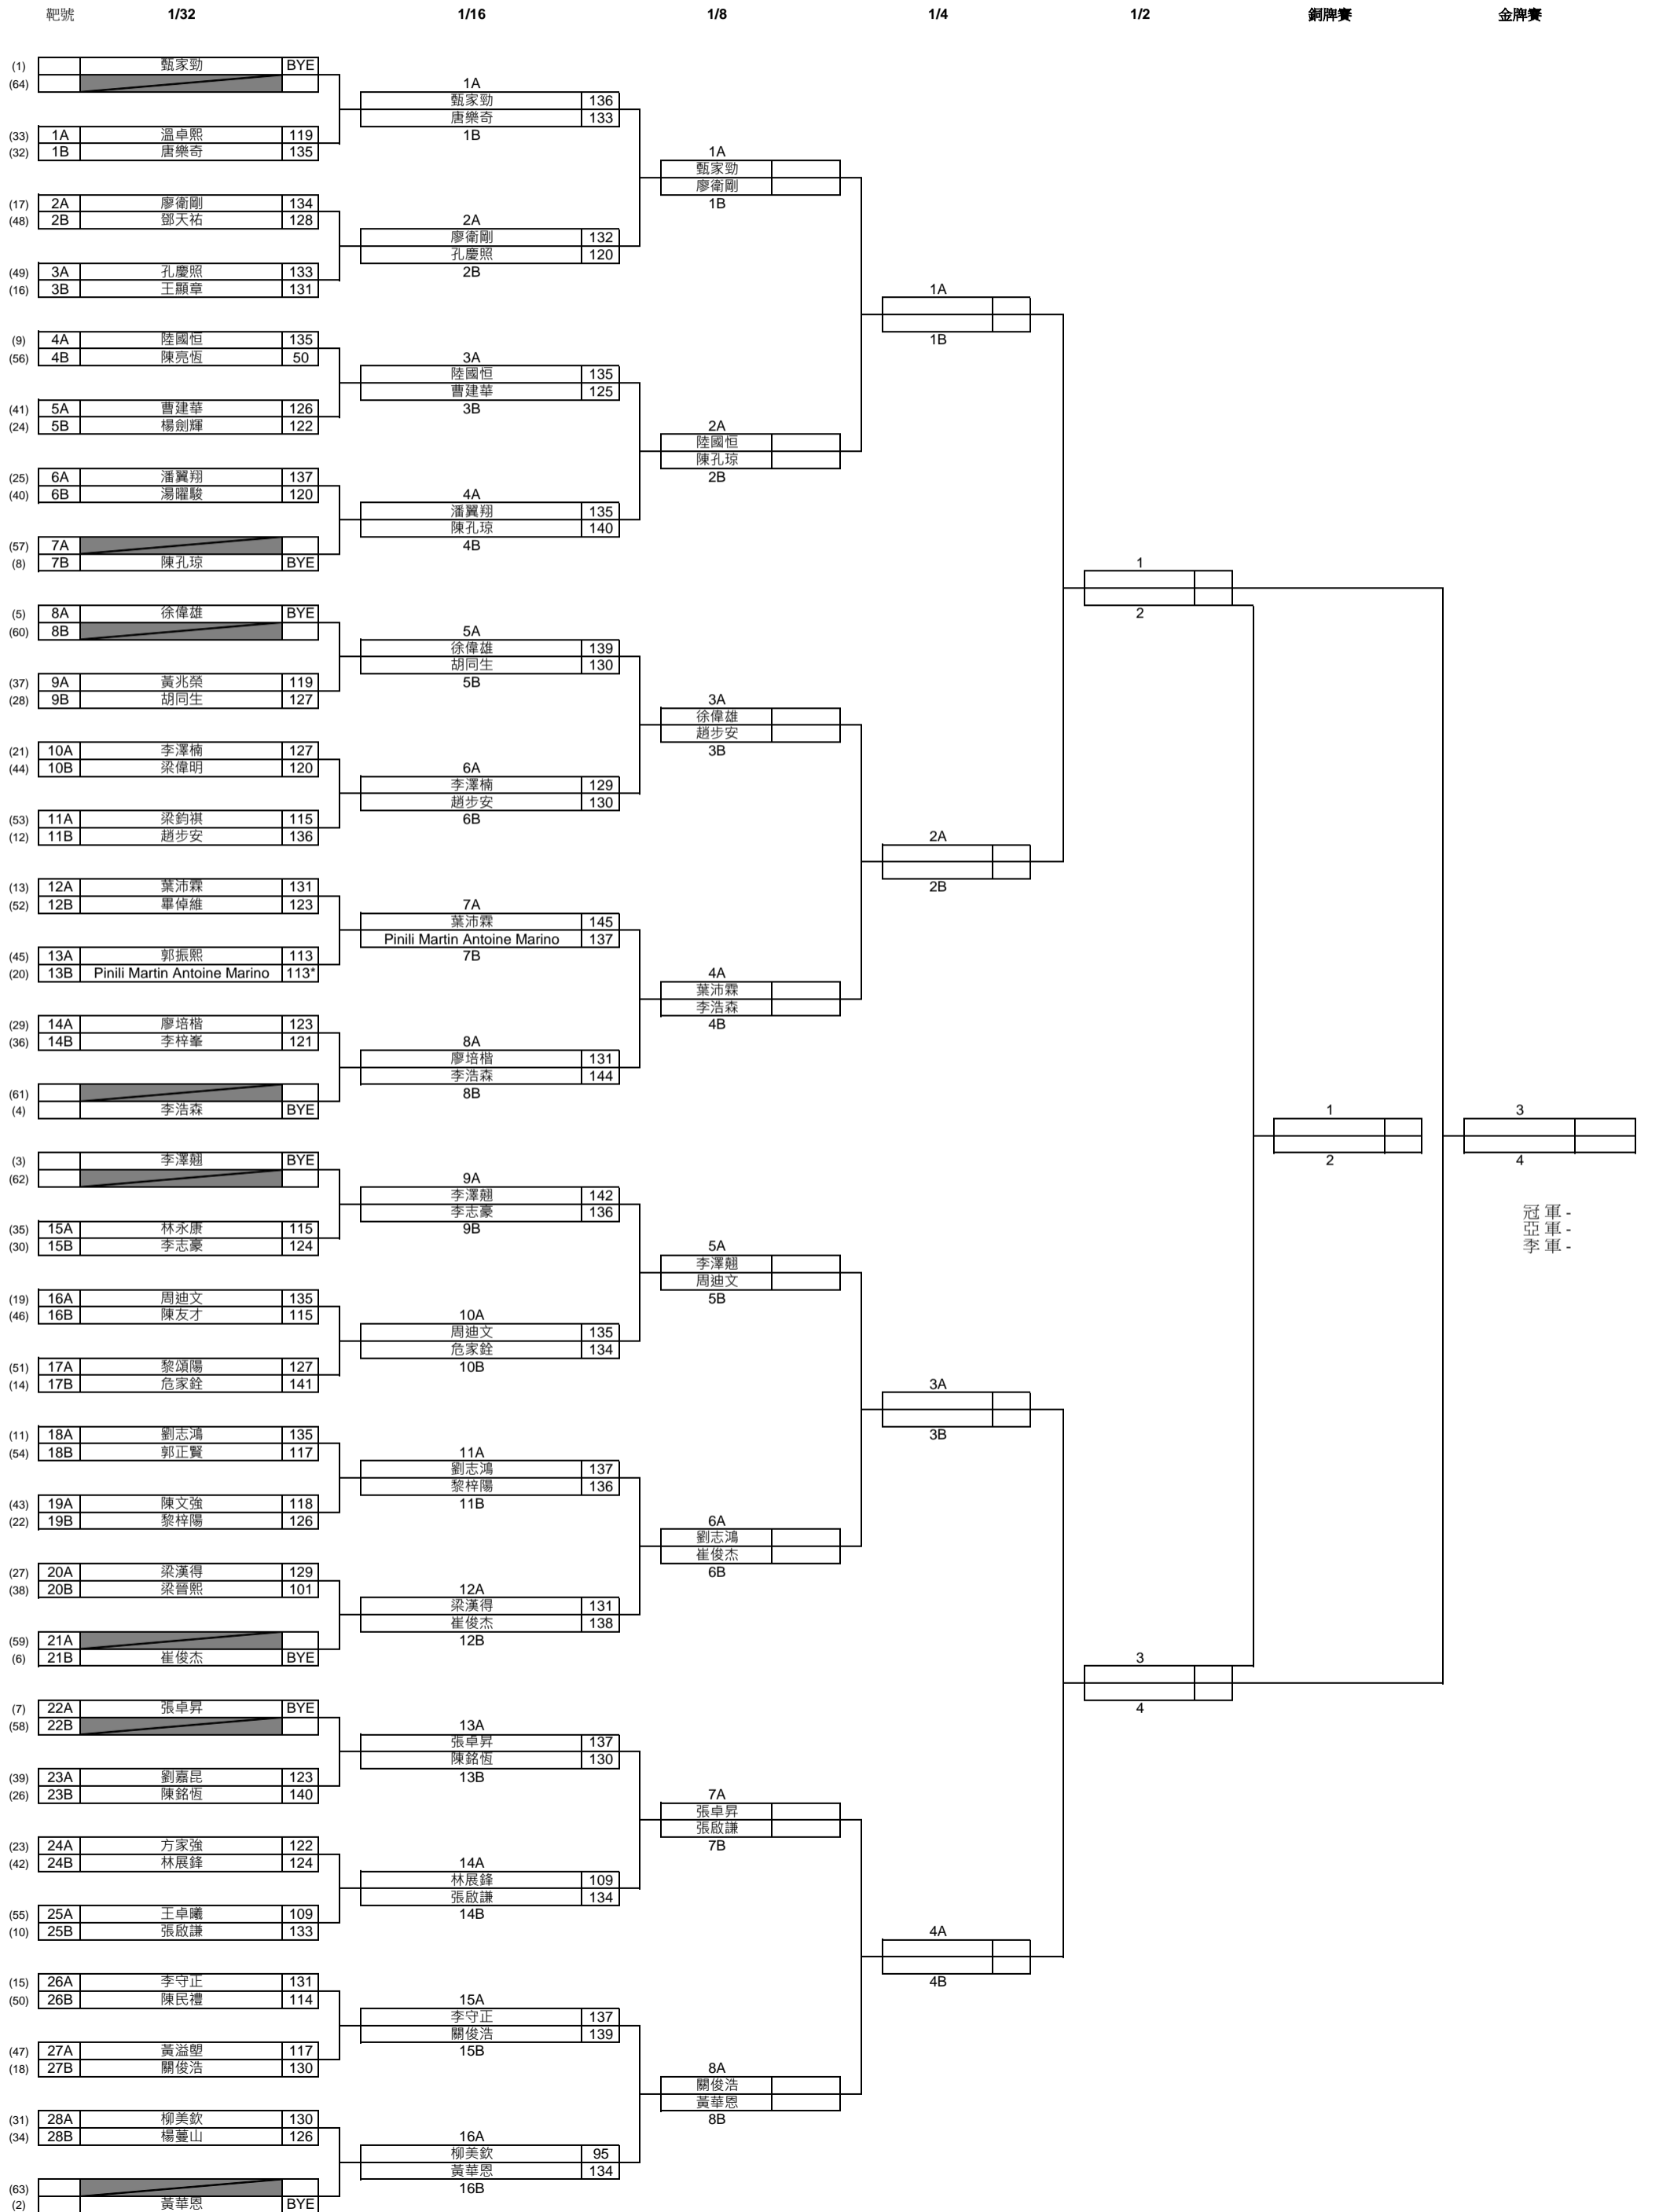 靶號 1/32 1/16 1/8 1/4 1/2 銅牌賽 金牌賽
(1) 甄家勁 BYE
(64)
(33) 1A 溫卓熙 119
(32) 1B 唐樂奇 135
(17) 2A 廖衛剛 134
(48) 2B 鄧天祐 128
(49) 3A 孔慶照 133
(16) 3B 王顯章 131
(9) 4A 陸國恒 135
(56) 4B 陳亮恆 50
(41) 5A 曹建華 126
(24) 5B 楊劍輝 122
(25) 6A 潘翼翔 137
(40) 6B 湯曜駿 120
(57) 7A
(8) 7B 陳孔琼 BYE
(5) 8A 徐偉雄 BYE
(60) 8B
(37) 9A 黃兆榮 119
(28) 9B 胡同生 127
(21) 10A 李澤楠 127
(44) 10B 梁偉明 120
(53) 11A 梁鈞祺 115
(12) 11B 趙步安 136
(13) 12A 葉沛霖 131
(52) 12B 畢倬維 123
(45) 13A 郭振熙 113
(20) 13B Pinili Martin Antoine Marino 113*
(29) 14A 廖培楷 123
(36) 14B 李梓峯 121
(61)
(4) 李浩森 BYE
(3) 李澤翹 BYE
(62)
(35) 15A 林永康 115
(30) 15B 李志豪 124
(19) 16A 周迪文 135
(46) 16B 陳友才 115
(51) 17A 黎頌陽 127
(14) 17B 危家銓 141
(11) 18A 劉志鴻 135
(54) 18B 郭正賢 117
(43) 19A 陳文強 118
(22) 19B 黎梓陽 126
(27) 20A 梁漢得 129
(38) 20B 梁晉熙 101
(59) 21A
(6) 21B 崔俊杰 BYE
(7) 22A 張卓昇 BYE
(58) 22B
(39) 23A 劉嘉昆 123
(26) 23B 陳銘恆 140
(23) 24A 方家強 122
(42) 24B 林展鋒 124
(55) 25A 王卓曦 109
(10) 25B 張啟謙 133
(15) 26A 李守正 131
(50) 26B 陳民禮 114
(47) 27A 黃溢塱 117
(18) 27B 關俊浩 130
(31) 28A 柳美欽 130
(34) 28B 楊蔓山 126
(63)
(2) 黃華恩 BYE
1A
甄家勁 136
唐樂奇 133
1B
2A
廖衛剛 132
孔慶照 120
2B
3A
陸國恒 135
曹建華 125
3B
4A
潘翼翔 135
陳孔琼 140
4B
5A
徐偉雄 139
胡同生 130
5B
6A
李澤楠 129
趙步安 130
6B
7A
葉沛霖 145
Pinili Martin Antoine Marino 137
7B
8A
廖培楷 131
李浩森 144
8B
9A
李澤翹 142
李志豪 136
9B
10A
周迪文 135
危家銓 134
10B
11A
劉志鴻 137
黎梓陽 136
11B
12A
梁漢得 131
崔俊杰 138
12B
13A
張卓昇 137
陳銘恆 130
13B
14A
林展鋒 109
張啟謙 134
14B
15A
李守正 137
關俊浩 139
15B
16A
柳美欽 95
黃華恩 134
16B
1A
甄家勁
廖衛剛
1B
2A
陸國恒
陳孔琼
2B
3A
徐偉雄
趙步安
3B
4A
葉沛霖
李浩森
4B
5A
李澤翹
周迪文
5B
6A
劉志鴻
崔俊杰
6B
7A
張卓昇
張啟謙
7B
8A
關俊浩
黃華恩
8B
1A
1B
2A
2B
3A
3B
4A
4B
1
2
3
4
1
2
3
4
冠 軍 -
亞 軍 -
季 軍 -